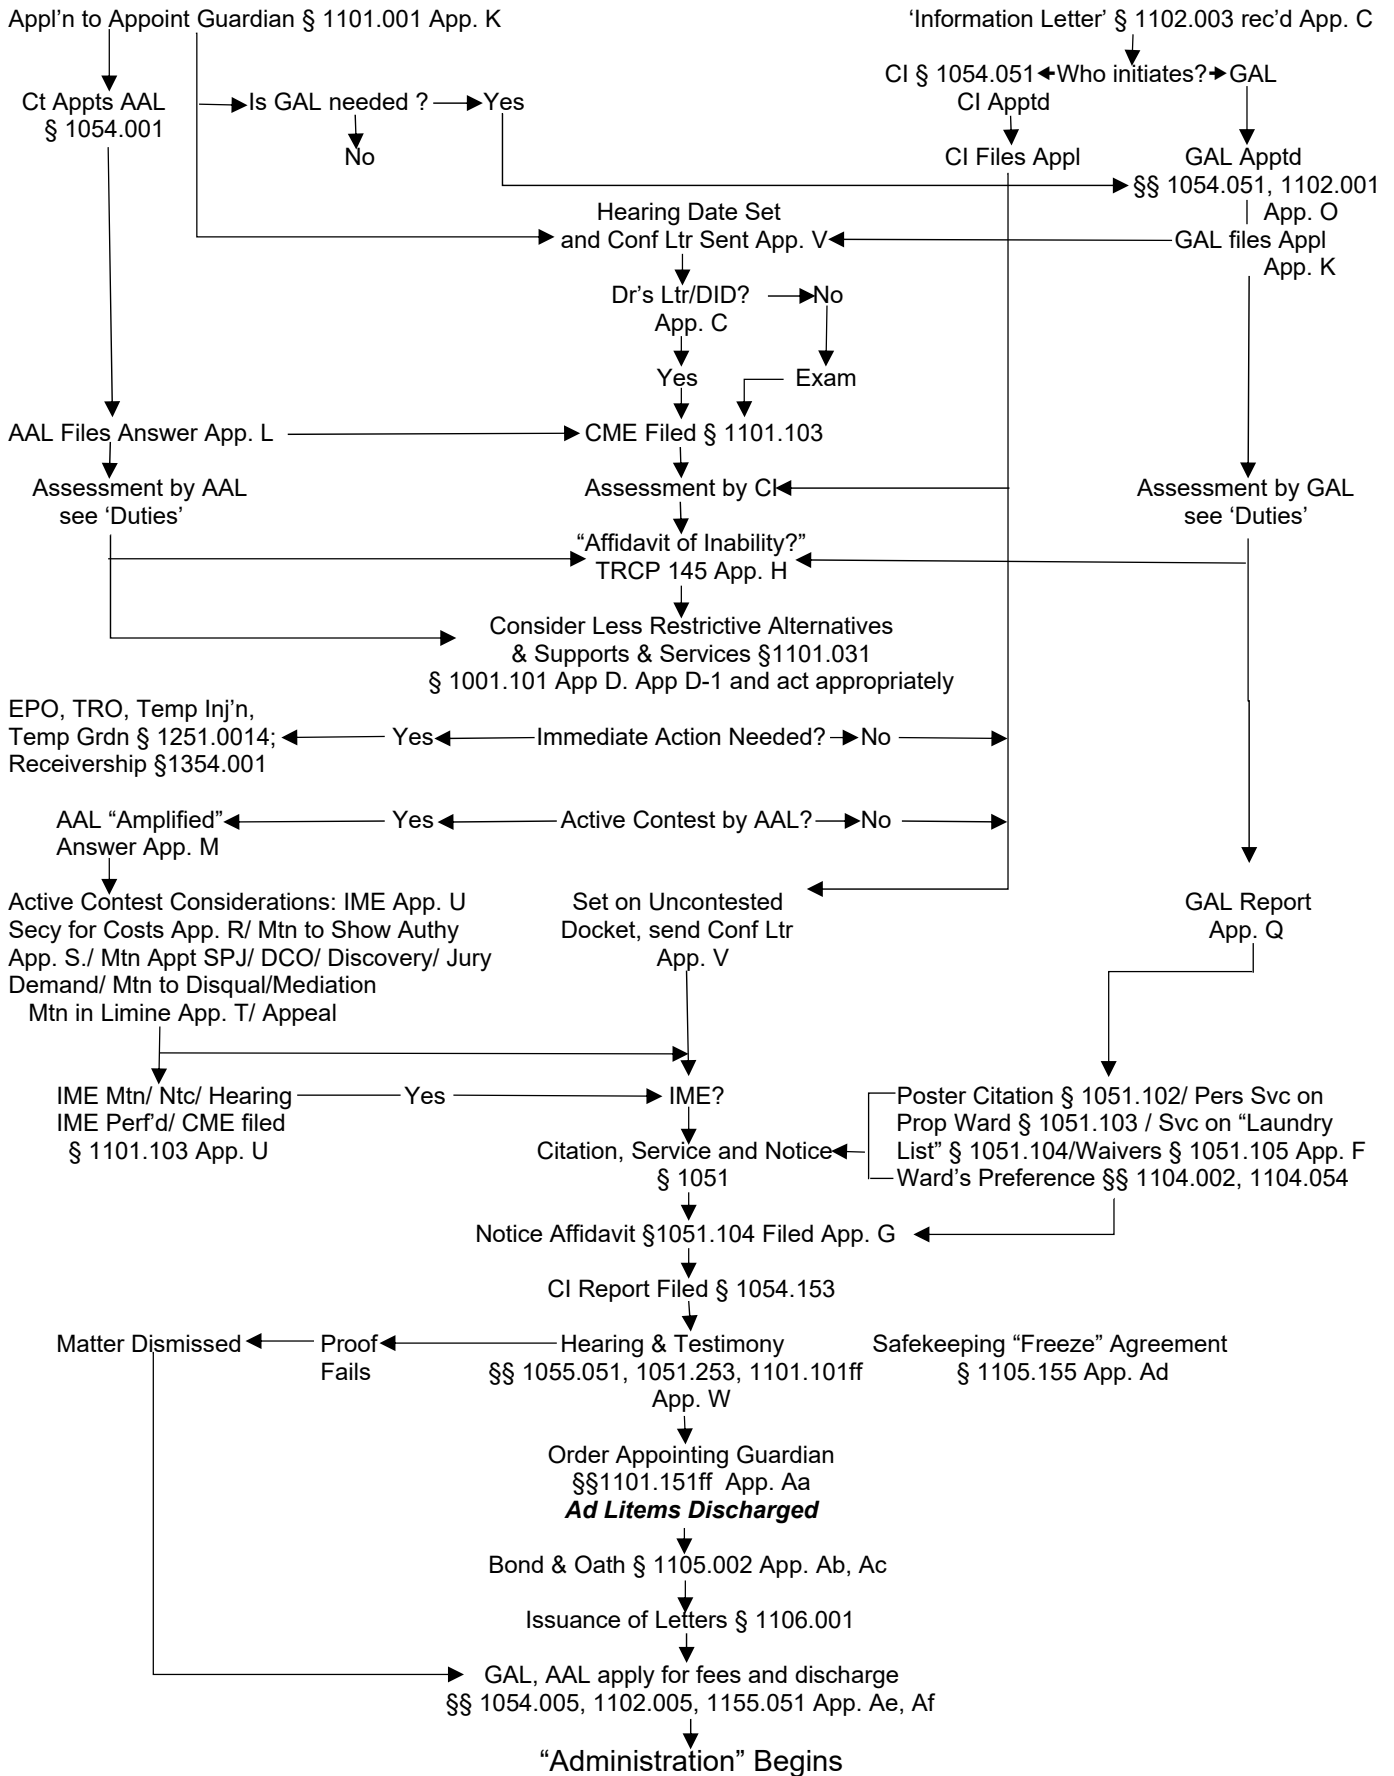 Appl’n to Appoint Guardian § 1101.001 App. K
‘Information Letter’ § 1102.003 rec’d App. C
CI § 1054.051
Who initiates?
GAL
Ct Appts AAL
§ 1054.001
Is GAL needed ?
Yes
No
CI Apptd
CI Files Appl
GAL Apptd
§§ 1054.051, 1102.001
App. O
Hearing Date Set
and Conf Ltr Sent App. V
GAL files Appl
App. K
Dr’s Ltr/DID?
App. C
No
Yes
Exam
AAL Files Answer App. L
CME Filed § 1101.103
Assessment by AAL
see ‘Duties’
Assessment by CI
Assessment by GAL
see ‘Duties’
“Affidavit of Inability?”
TRCP 145 App. H
Consider Less Restrictive Alternatives
& Supports & Services §1101.031
§ 1001.101 App D. App D-1 and act appropriately
EPO, TRO, Temp Inj’n,
Temp Grdn § 1251.0014;
Receivership §1354.001
Yes
Immediate Action Needed?
No
AAL “Amplified”
Answer App. M
Yes
Active Contest by AAL?
No
Active Contest Considerations: IME App. U
Secy for Costs App. R/ Mtn to Show Authy
App. S./ Mtn Appt SPJ/ DCO/ Discovery/ Jury
Demand/ Mtn to Disqual/Mediation
Mtn in Limine App. T/ Appeal
Set on Uncontested
Docket, send Conf Ltr
App. V
GAL Report
App. Q
IME Mtn/ Ntc/ Hearing
IME Perf’d/ CME filed
§ 1101.103 App. U
Yes
IME?
Poster Citation § 1051.102/ Pers Svc on
Prop Ward § 1051.103 / Svc on “Laundry
List” § 1051.104/Waivers § 1051.105 App. F
Ward’s Preference §§ 1104.002, 1104.054
Citation, Service and Notice
§ 1051
Notice Affidavit §1051.104 Filed App. G
CI Report Filed § 1054.153
Matter Dismissed
Proof
Fails
Hearing & Testimony
§§ 1055.051, 1051.253, 1101.101ff
App. W
Safekeeping “Freeze” Agreement
§ 1105.155 App. Ad
Order Appointing Guardian
§§1101.151ff App. Aa
Ad Litems Discharged
Bond & Oath § 1105.002 App. Ab, Ac
Issuance of Letters § 1106.001
GAL, AAL apply for fees and discharge
§§ 1054.005, 1102.005, 1155.051 App. Ae, Af
“Administration” Begins